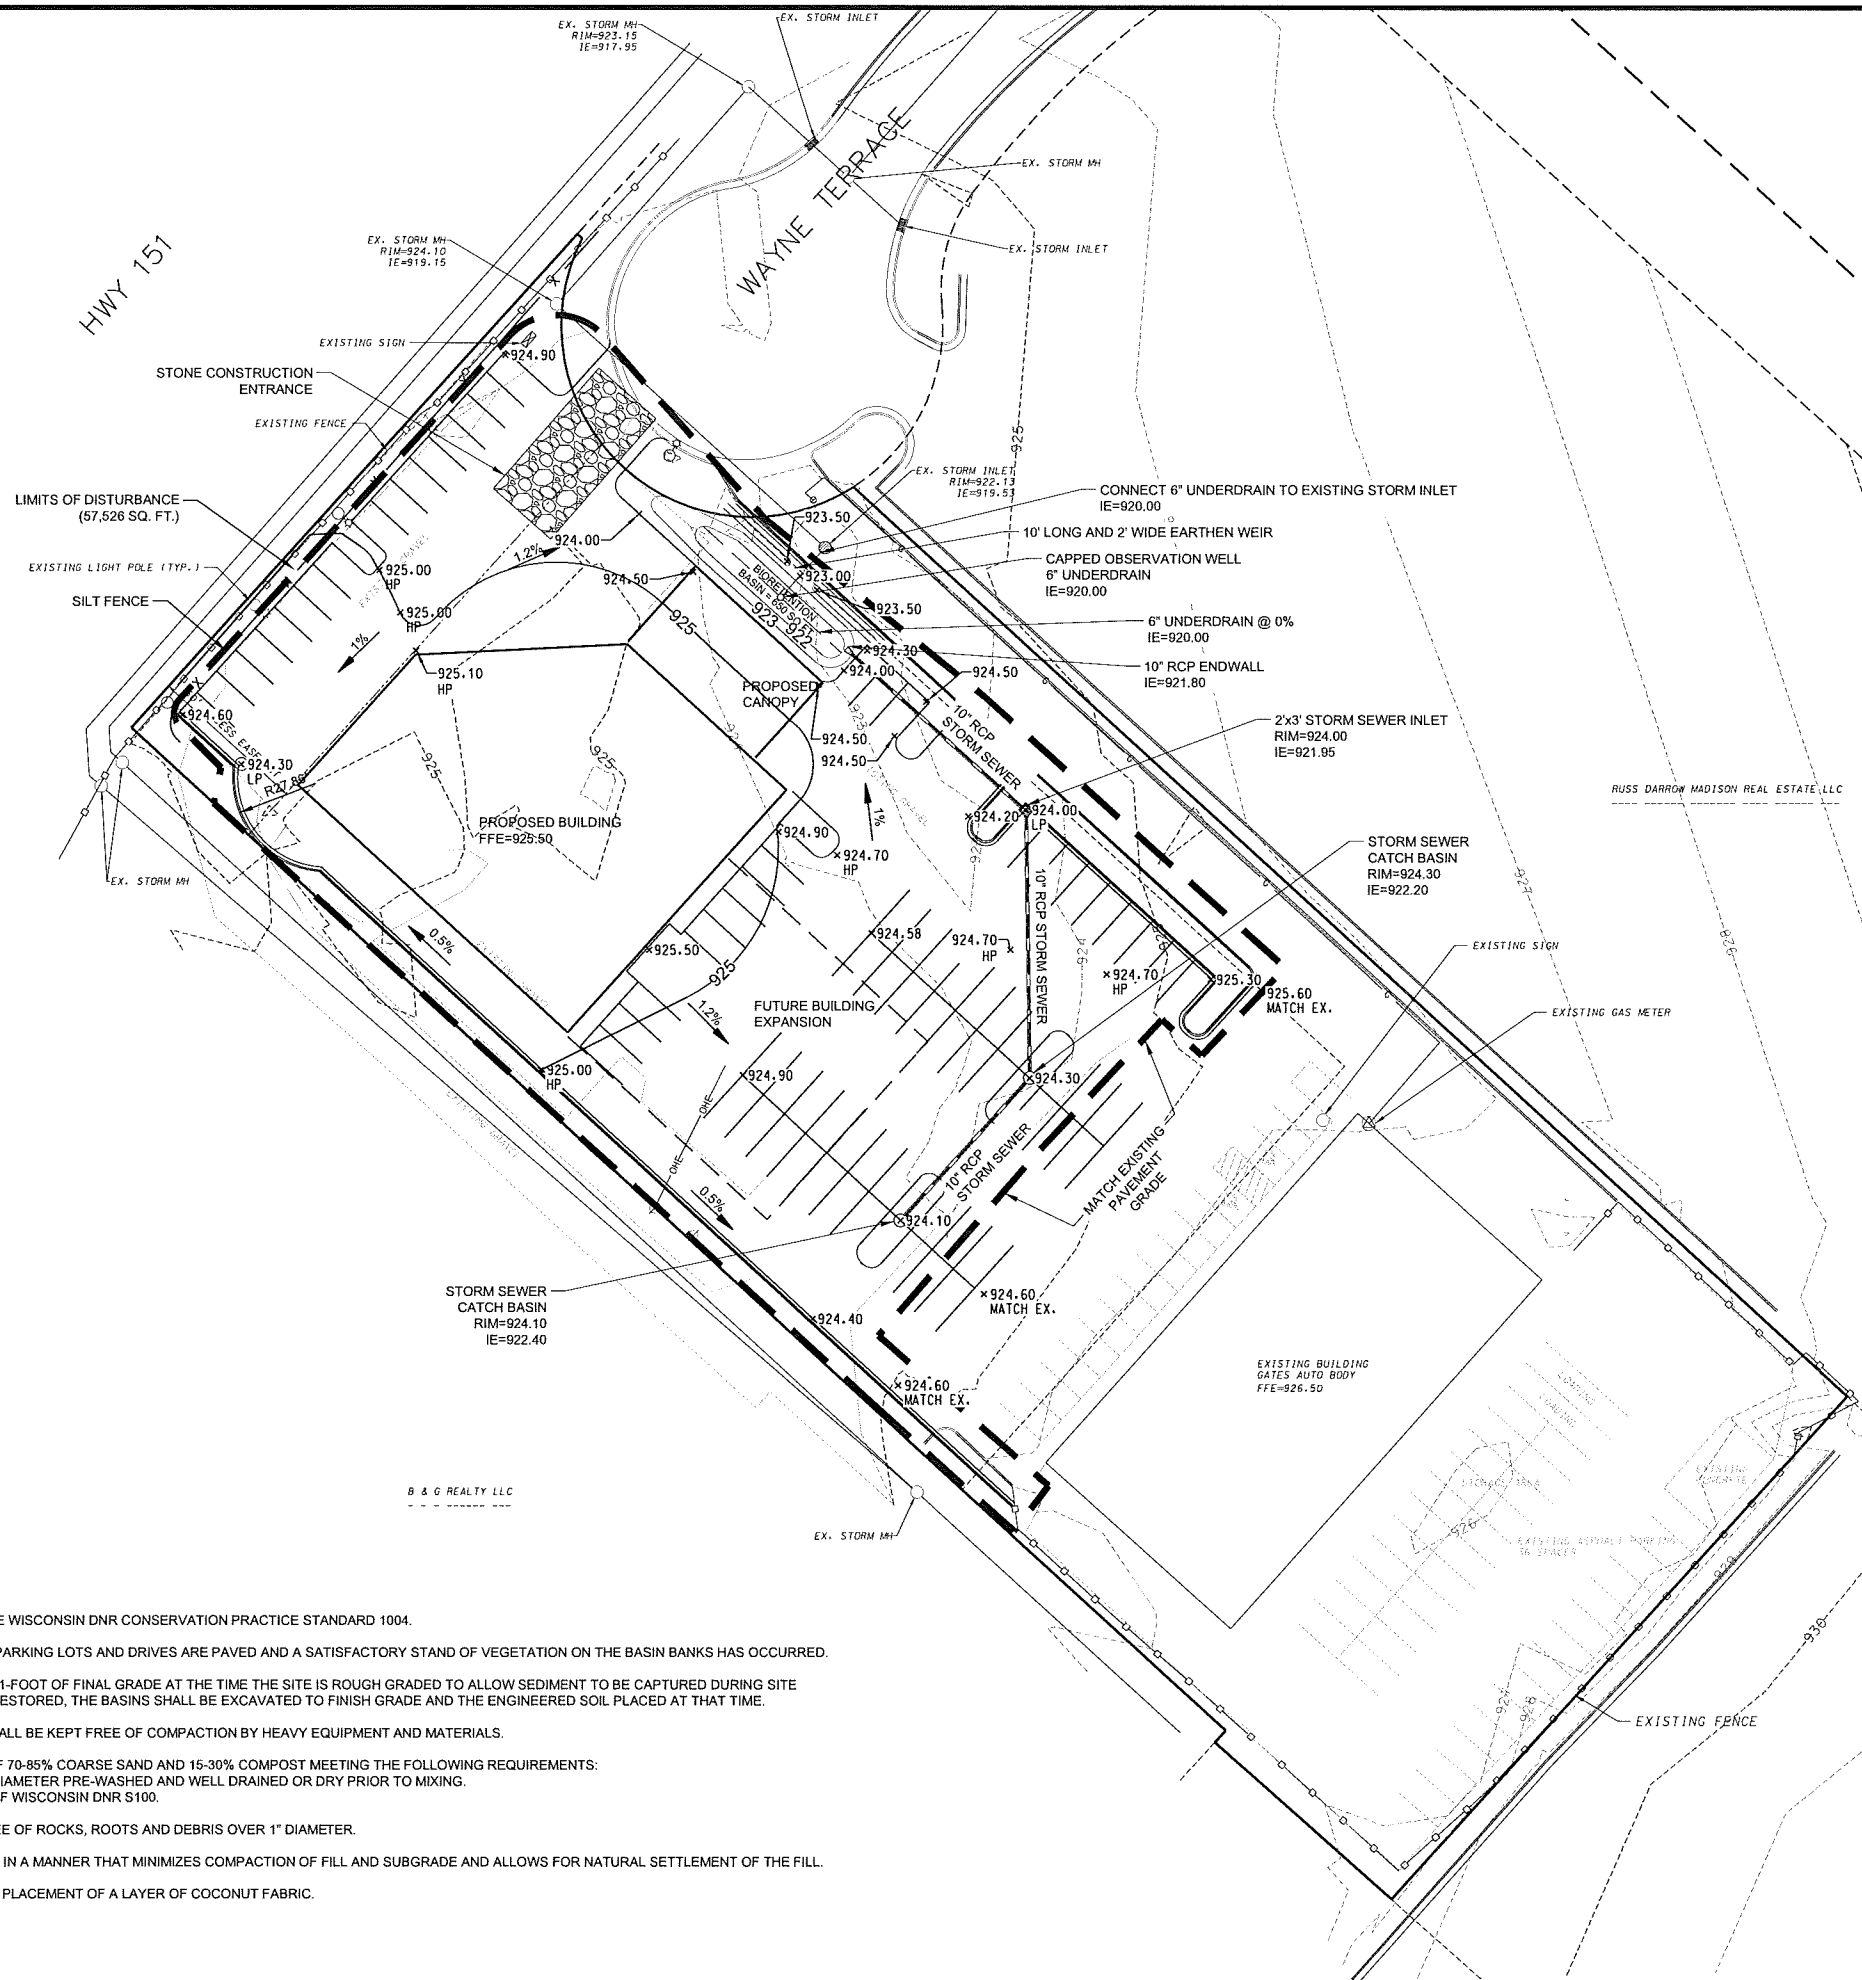 EX. STORM MH
RIM=923.15
IE=917.95
EX. STORM INLET
EX. STORM MH
EX. STORM INLET
WAYNE TERRACE
HWY 151
EX. STORM MH
RIM=924.10
IE=919.15
EXISTING SIGN
924.90
STONE CONSTRUCTION
ENTRANCE
EXISTING FENCE
925
EX. STORM INLET
RIM=922.13
IE=919.53
LIMITS OF DISTURBANCE
(57,526 SQ. FT.)
CONNECT 6" UNDERDRAIN TO EXISTING STORM INLET
IE=920.00
923.50
10' LONG AND 2' WIDE EARTHEN WEIR
924.00
1.2%
CAPPED OBSERVATION WELL
6" UNDERDRAIN
IE=920.00
EXISTING LIGHT POLE (TYP.)
925.00
HP
924.50
923.00
BIORETENTION
BASIN = 650 SQ.FT.
SILT FENCE
925.00
HP
923.50
923
922
925
6" UNDERDRAIN @ 0%
IE=920.00
1%
924.30
10" RCP ENDWALL
IE=921.80
925.10
HP
924.00
924.50
PROPOSED
CANOPY
924.60
10" RCP
STORM SEWER
2'x3' STORM SEWER INLET
RIM=924.00
IE=921.95
924.50
924.50
924.30
LP
R27.86'
925
925
RUSS DARROW MADISON REAL ESTATE LLC
PROPOSED BUILDING
FFE=925.50
924.90
1%
924.20
924.00
LP
STORM SEWER
CATCH BASIN
RIM=924.30
IE=922.20
924.70
HP
EX. STORM MH
927
10" RCP STORM SEWER
0.5%
925.50
924.58
924.70
HP
924
EXISTING SIGN
925
924.70
HP
925.30
925.60
MATCH EX.
FUTURE BUILDING
EXPANSION
1.2%
EXISTING GAS METER
925.00
HP
924.90
924.30
OHE
OHE
10" RCP
STORM SEWER
MATCH EXISTING
PAVEMENT
GRADE
0.5%
924.10
STORM SEWER
CATCH BASIN
RIM=924.10
IE=922.40
924.60
MATCH EX.
924.40
924.60
MATCH EX.
EXISTING BUILDING
GATES AUTO BODY
FFE=926.50
B & G REALTY LLC
EX. STORM MH
926
928
930
EXISTING FENCE
E WISCONSIN DNR CONSERVATION PRACTICE STANDARD 1004.
PARKING LOTS AND DRIVES ARE PAVED AND A SATISFACTORY STAND OF VEGETATION ON THE BASIN BANKS HAS OCCURRED.
1-FOOT OF FINAL GRADE AT THE TIME THE SITE IS ROUGH GRADED TO ALLOW SEDIMENT TO BE CAPTURED DURING SITE
ESTORED, THE BASINS SHALL BE EXCAVATED TO FINISH GRADE AND THE ENGINEERED SOIL PLACED AT THAT TIME.
ALL BE KEPT FREE OF COMPACTION BY HEAVY EQUIPMENT AND MATERIALS.
F 70-85% COARSE SAND AND 15-30% COMPOST MEETING THE FOLLOWING REQUIREMENTS:
IAMETER PRE-WASHED AND WELL DRAINED OR DRY PRIOR TO MIXING.
F WISCONSIN DNR S100.
E OF ROCKS, ROOTS AND DEBRIS OVER 1" DIAMETER.
IN A MANNER THAT MINIMIZES COMPACTION OF FILL AND SUBGRADE AND ALLOWS FOR NATURAL SETTLEMENT OF THE FILL.
PLACEMENT OF A LAYER OF COCONUT FABRIC.